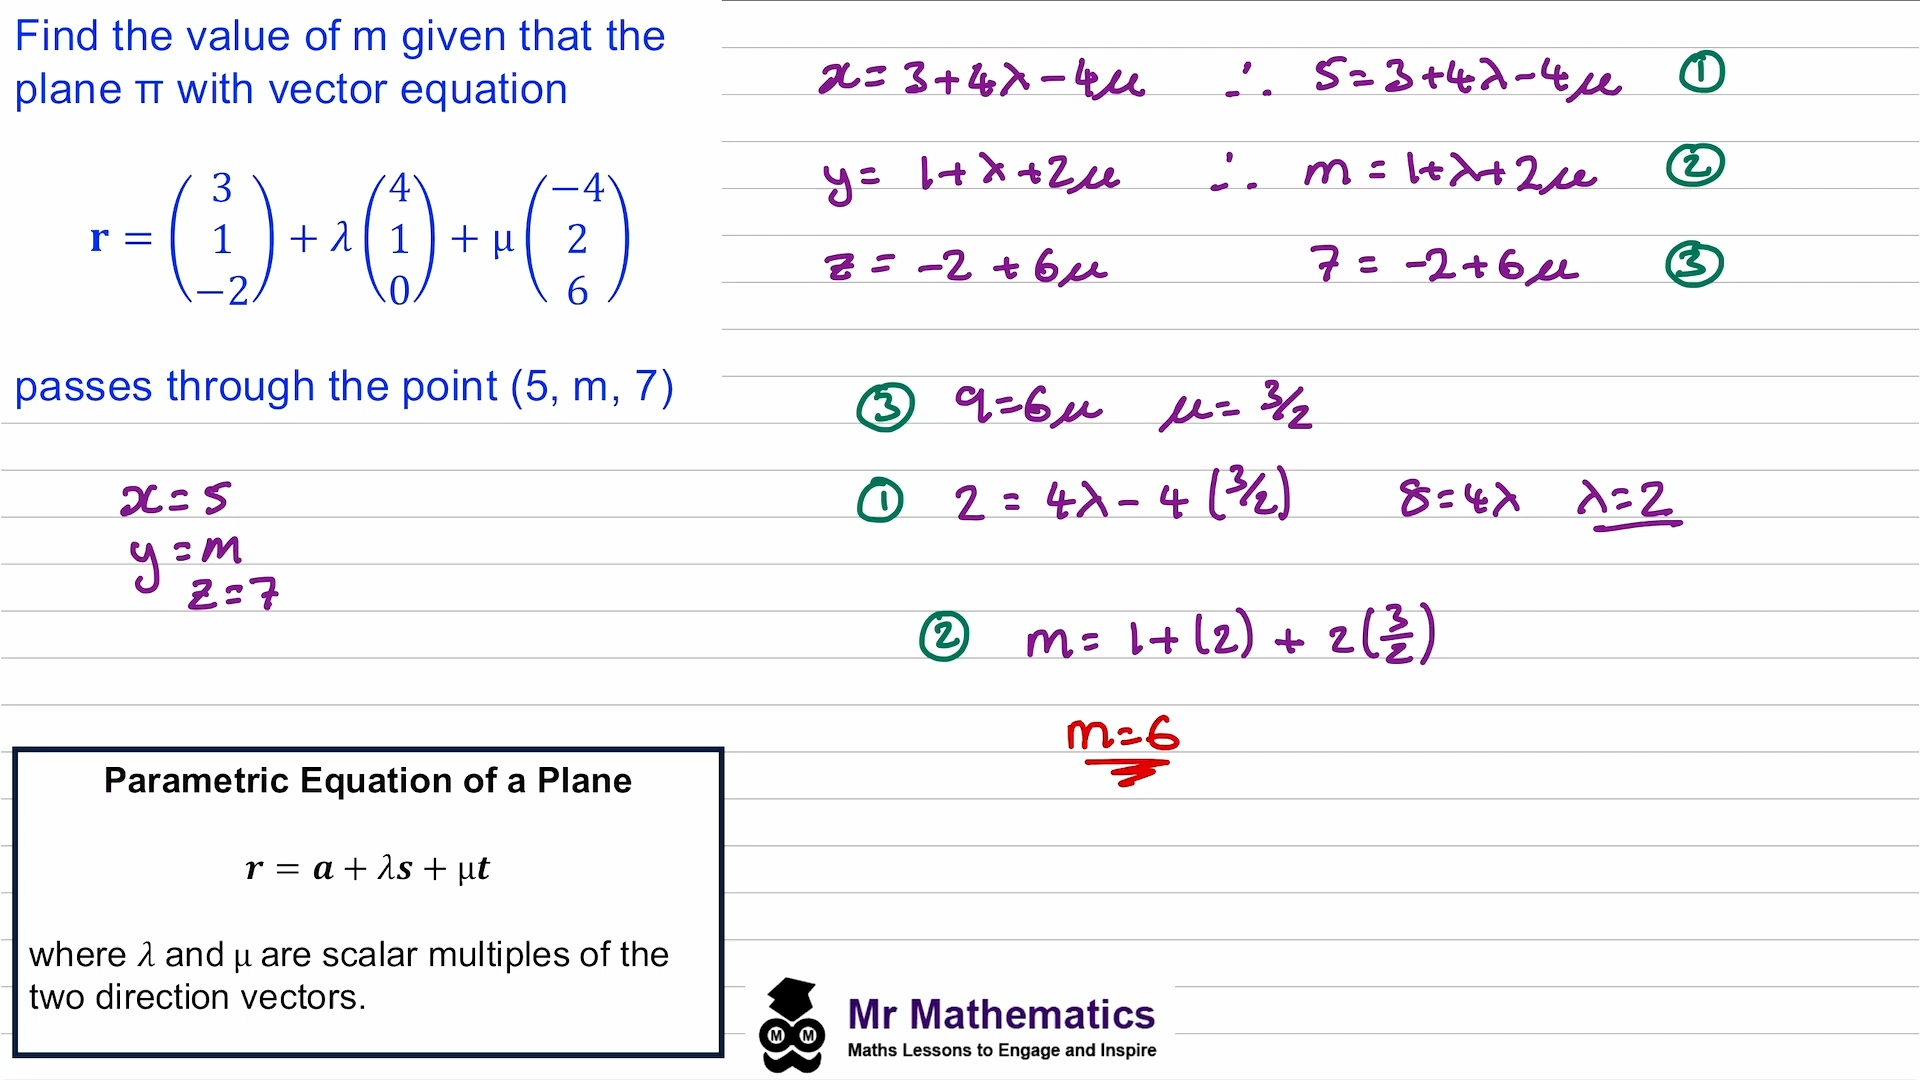 Find the value of m given that the
plane π with vector equation
r = (3 1 −2) + λ (4 1 0) + μ (−4 2 6)
passes through the point (5, m, 7)
x = 5
y = m
z = 7
Parametric Equation of a Plane
r = a + λs + μt
where λ and μ are scalar multiples of the
two direction vectors.
x = 3 + 4λ − 4μ ∴ 5 = 3 + 4λ − 4μ ①
y = 1 + λ + 2μ ∴ m = 1 + λ + 2μ ②
z = −2 + 6μ 7 = −2 + 6μ ③
③ 9 = 6μ μ = 3/2
① 2 = 4λ − 4 (3/2) 8 = 4λ λ = 2
② m = 1 + (2) + 2(3/2)
m = 6
M M
Mr Mathematics
Maths Lessons to Engage and Inspire